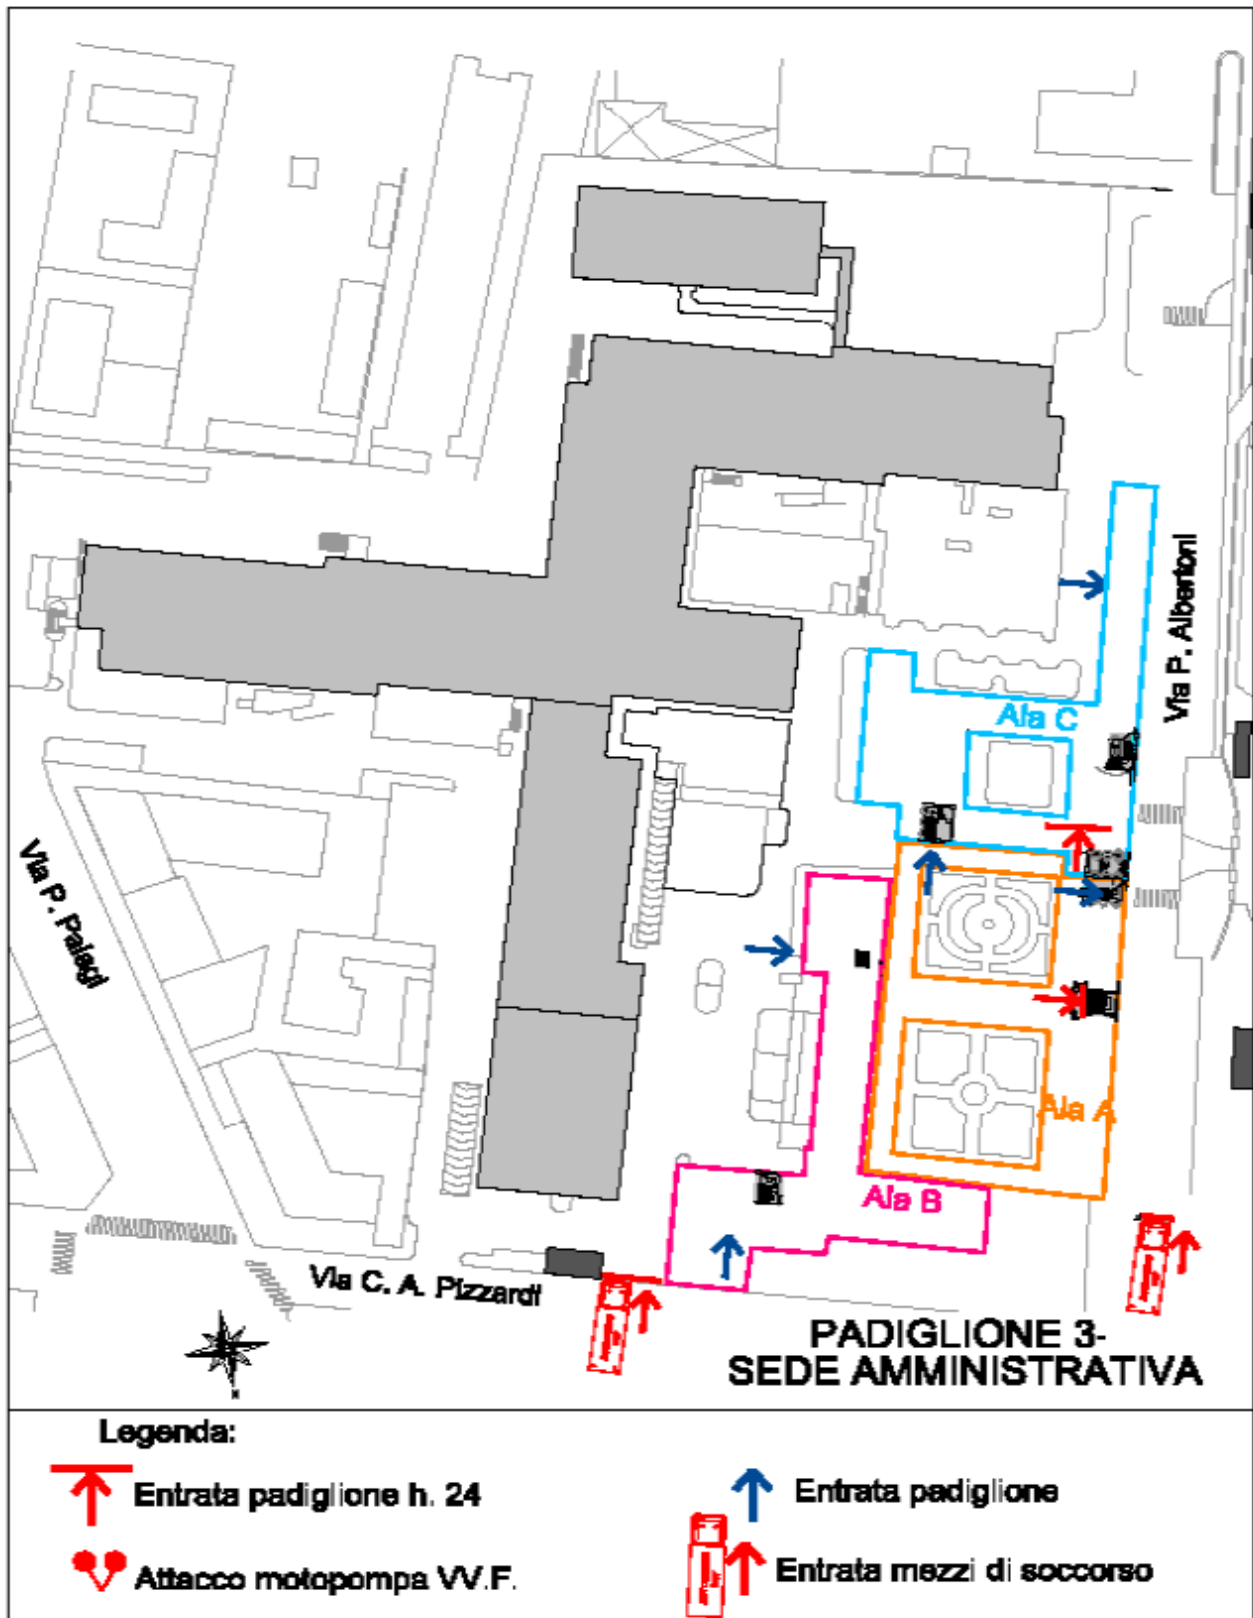 Via P. Albertoni
Ala C
Via P. Palagi
Ala A
Ala B
Via C. A. Pizzardi
PADIGLIONE 3-
SEDE AMMINISTRATIVA
Legenda:
Entrata padiglione h. 24
Entrata padiglione
Attacco motopompa VV.F.
Entrata mezzi di soccorso